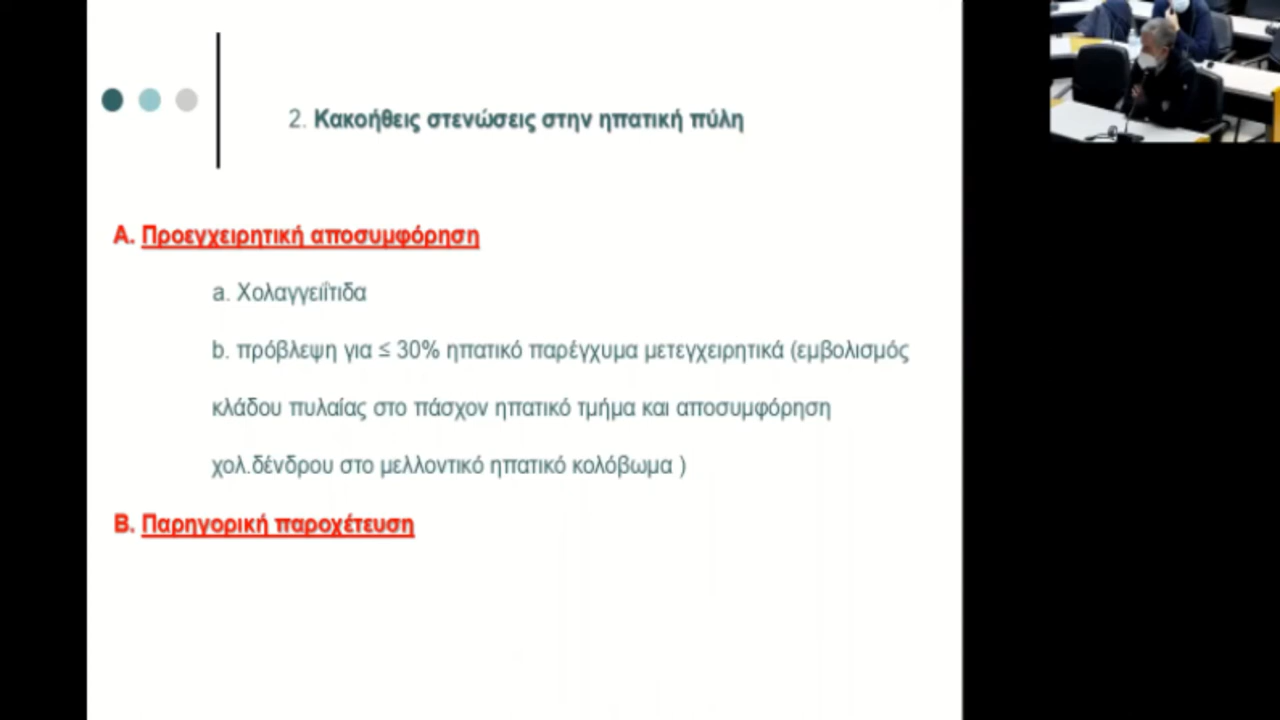 2. Κακοήθεις στενώσεις στην ηπατική πύλη
Α. Προεγχειρητική αποσυμφόρηση
a. Χολαγγειΐτιδα
b. πρόβλεψη για ≤ 30% ηπατικό παρέγχυμα μετεγχειρητικά (εμβολισμός
κλάδου πυλαίας στο πάσχον ηπατικό τμήμα και αποσυμφόρηση
χολ.δένδρου στο μελλοντικό ηπατικό κολόβωμα )
Β. Παρηγορική παροχέτευση